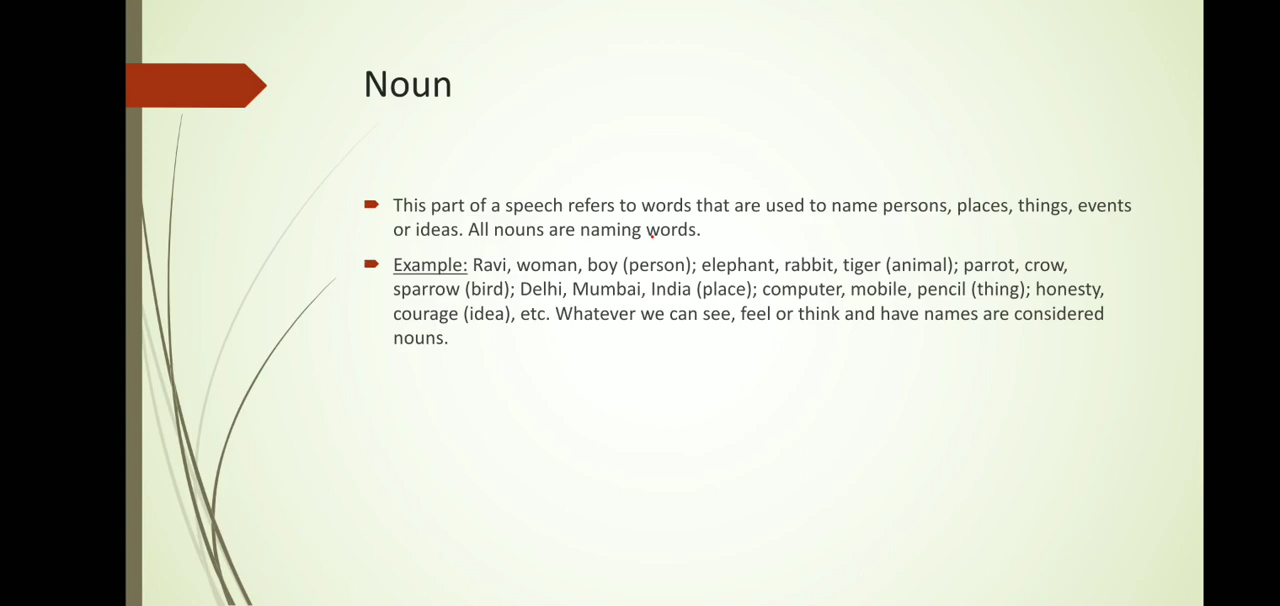 Noun
This part of a speech refers to words that are used to name persons, places, things, events
or ideas. All nouns are naming words.
Example: Ravi, woman, boy (person); elephant, rabbit, tiger (animal); parrot, crow,
sparrow (bird); Delhi, Mumbai, India (place); computer, mobile, pencil (thing); honesty,
courage (idea), etc. Whatever we can see, feel or think and have names are considered
nouns.